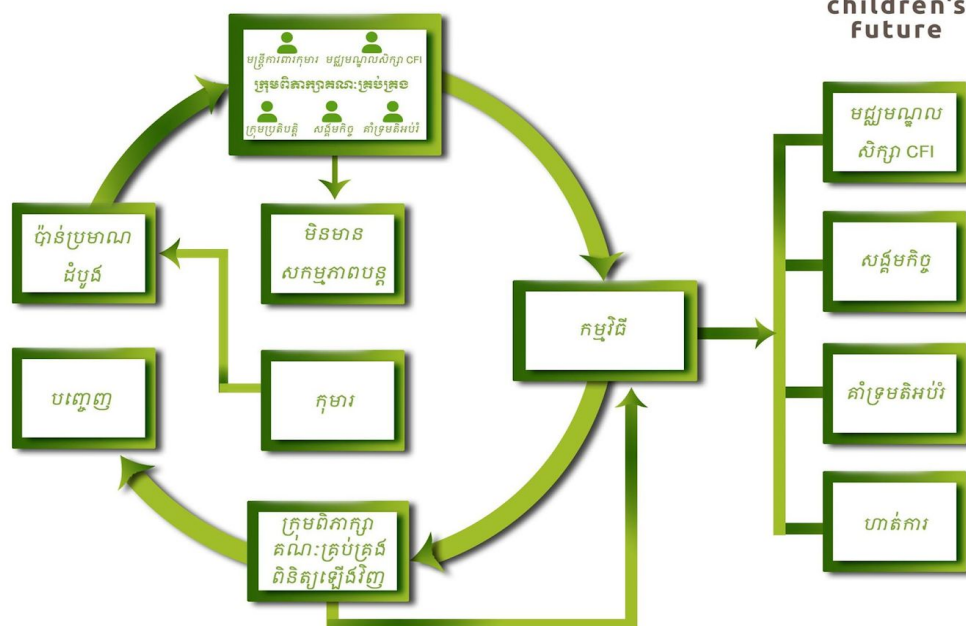 children's
future
មន្ត្រីការពារកុមារ មជ្ឈមណ្ឌលសិក្សា CFI
ក្រុមពិភាក្សាគណៈគ្រប់គ្រង
ក្រុមប្រតិបត្តិ សង្គមកិច្ច គាំទ្រមតិអប់រំ
មជ្ឈមណ្ឌល
សិក្សា CFI
ប៉ាន់ប្រមាណ
ដំបូង
មិនមាន
សកម្មភាពបន្ត
សង្គមកិច្ច
កម្មវិធី
បញ្ចេញ
កុមារ
គាំទ្រមតិអប់រំ
ក្រុមពិភាក្សា
គណៈគ្រប់គ្រង
ពិនិត្យឡើងវិញ
ហាត់ការ